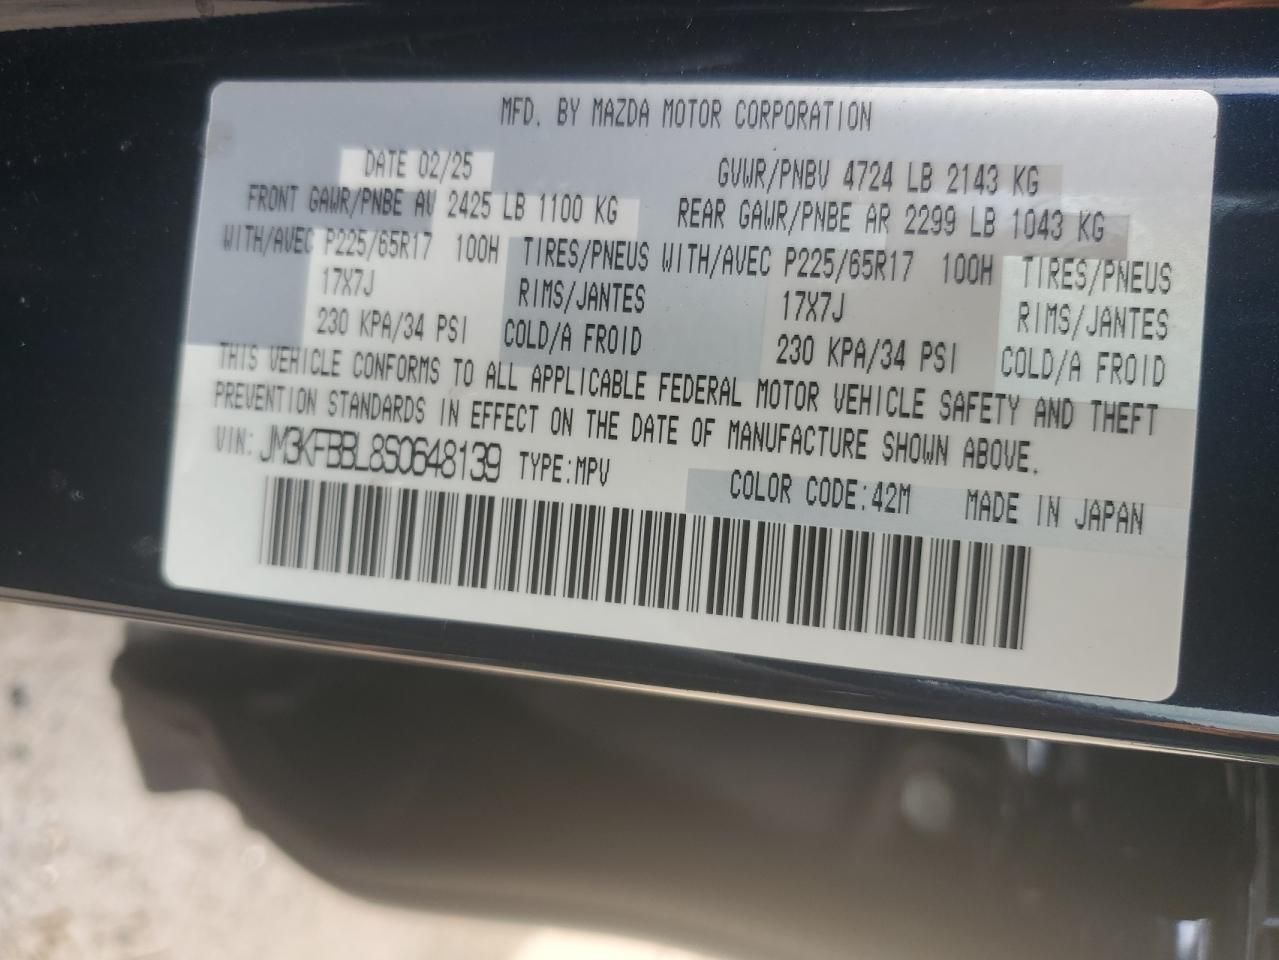 MFD. BY MAZDA MOTOR CORPORATION
DATE 02/25 GVWR/PNBV 4724 LB 2143 KG
FRONT GAWR/PNBE AV 2425 LB 1100 KG REAR GAWR/PNBE AR 2299 LB 1043 KG
WITH/AVEC P225/65R17 100H TIRES/PNEUS WITH/AVEC P225/65R17 100H TIRES/PNEUS
17X7J RIMS/JANTES 17X7J RIMS/JANTES
230 KPA/34 PSI COLD/A FROID 230 KPA/34 PSI COLD/A FROID
THIS VEHICLE CONFORMS TO ALL APPLICABLE FEDERAL MOTOR VEHICLE SAFETY AND THEFT
PREVENTION STANDARDS IN EFFECT ON THE DATE OF MANUFACTURE SHOWN ABOVE.
VIN: JM3KFBBL8S0648139 TYPE:MPV COLOR CODE:42M MADE IN JAPAN